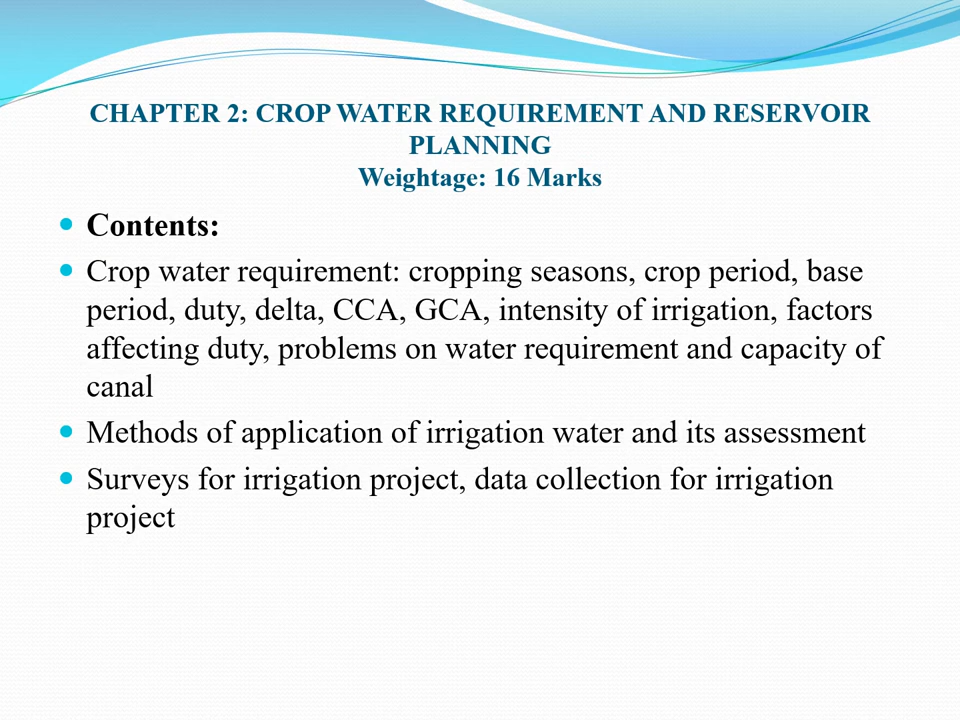 CHAPTER 2: CROP WATER REQUIREMENT AND RESERVOIR
PLANNING
Weightage: 16 Marks
Contents:
Crop water requirement: cropping seasons, crop period, base
period, duty, delta, CCA, GCA, intensity of irrigation, factors
affecting duty, problems on water requirement and capacity of
canal
Methods of application of irrigation water and its assessment
Surveys for irrigation project, data collection for irrigation
project